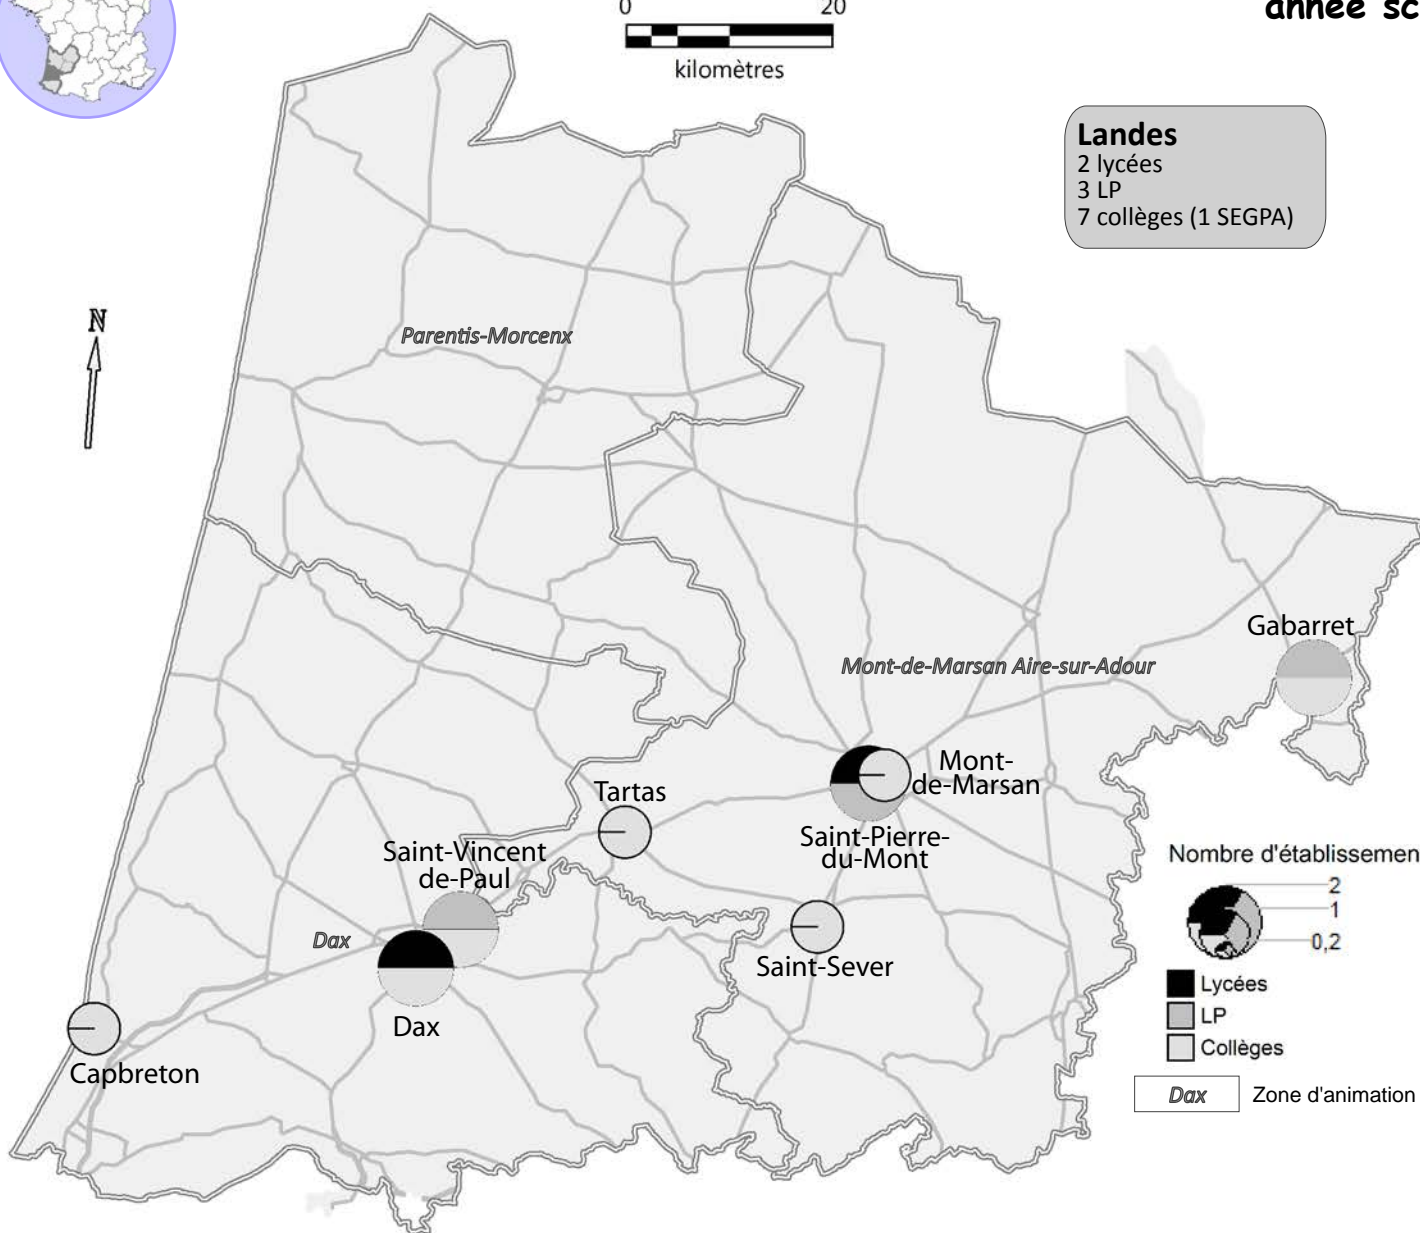 0 20
kilomètres
année sc
Landes
2 lycées
3 LP
7 collèges (1 SEGPA)
N
Parentis-Morcenx
Gabarret
Mont-de-Marsan Aire-sur-Adour
Mont-
de-Marsan
Tartas
Saint-Pierre-
du-Mont
Saint-Vincent
de-Paul
Dax
Saint-Sever
Dax
Capbreton
Nombre d'établissemen
2
1
0,2
Lycées
LP
Collèges
Dax Zone d'animation